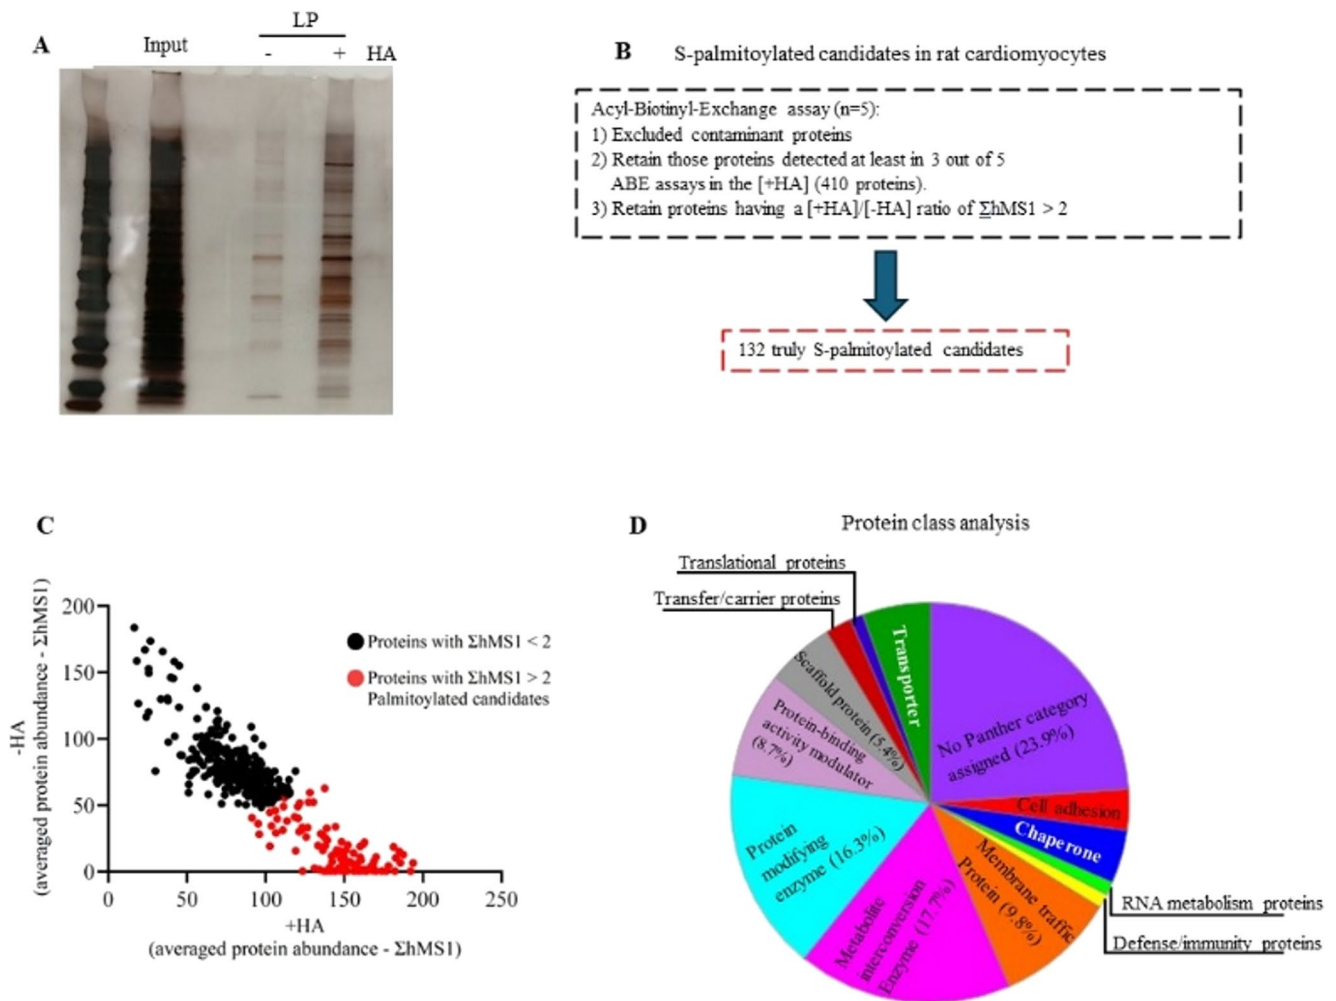 A
Input
LP
- + HA
B S-palmitoylated candidates in rat cardiomyocytes
Acyl-Biotinyl-Exchange assay (n=5):
1) Excluded contaminant proteins
2) Retain those proteins detected at least in 3 out of 5
ABE assays in the [+HA] (410 proteins).
3) Retain proteins having a [+HA]/[-HA] ratio of ΣhMS1 > 2
132 truly S-palmitoylated candidates
C
-HA
(averaged protein abundance - ΣhMS1)
200
150
100
50
0
0 50 100 150 200 250
+HA
(averaged protein abundance - ΣhMS1)
Proteins with ΣhMS1 < 2
Proteins with ΣhMS1 > 2
Palmitoylated candidates
D Protein class analysis
Translational proteins
Transfer/carrier proteins
Transporter
No Panther category
assigned (23.9%)
Cell adhesion
Chaperone
RNA metabolism proteins
Defense/immunity proteins
Membrane traffic
Protein (9.8%)
Metabolite
interconversion
Enzyme (17.7%)
Protein
modifying
enzyme (16.3%)
Protein-binding
activity modulator
(8.7%)
Scaffold protein (5.4%)